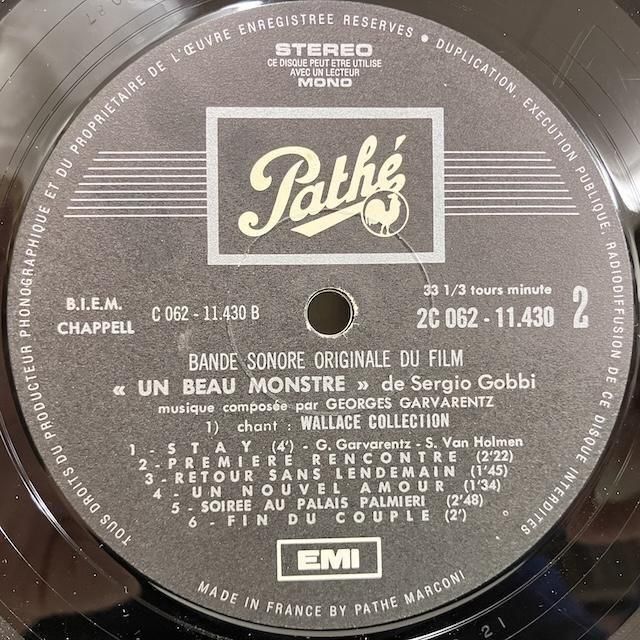 TOUS DROITS DU PRODUCTEUR PHONOGRAPHIQUE ET DU PROPRIETAIRE DE L'ŒUVRE ENREGISTREE RESERVES • DUPLICATION, EXECUTION PUBLIQUE, RADIODIFFUSION DE CE DISQUE INTERDITES
STEREO
CE DISQUE PEUT ETRE UTILISE
AVEC UN LECTEUR
MONO
Pathé
33 1/3 tours minute
B.I.E.M.
CHAPPELL
C 062 - 11.430 B
2C 062 - 11.430 2
BANDE SONORE ORIGINALE DU FILM
« UN BEAU MONSTRE » de Sergio Gobbi
musique composée par GEORGES GARVARENTZ
1) chant : WALLACE COLLECTION
1 - STAY (4') - G. Garvarentz - S. Van Holmen
2 - PREMIERE RENCONTRE (2'22)
3 - RETOUR SANS LENDEMAIN (1'45)
4 - UN NOUVEL AMOUR (1'34)
5 - SOIREE AU PALAIS PALMIERI (2'48)
6 - FIN DU COUPLE (2')
EMI
MADE IN FRANCE BY PATHE MARCONI
21